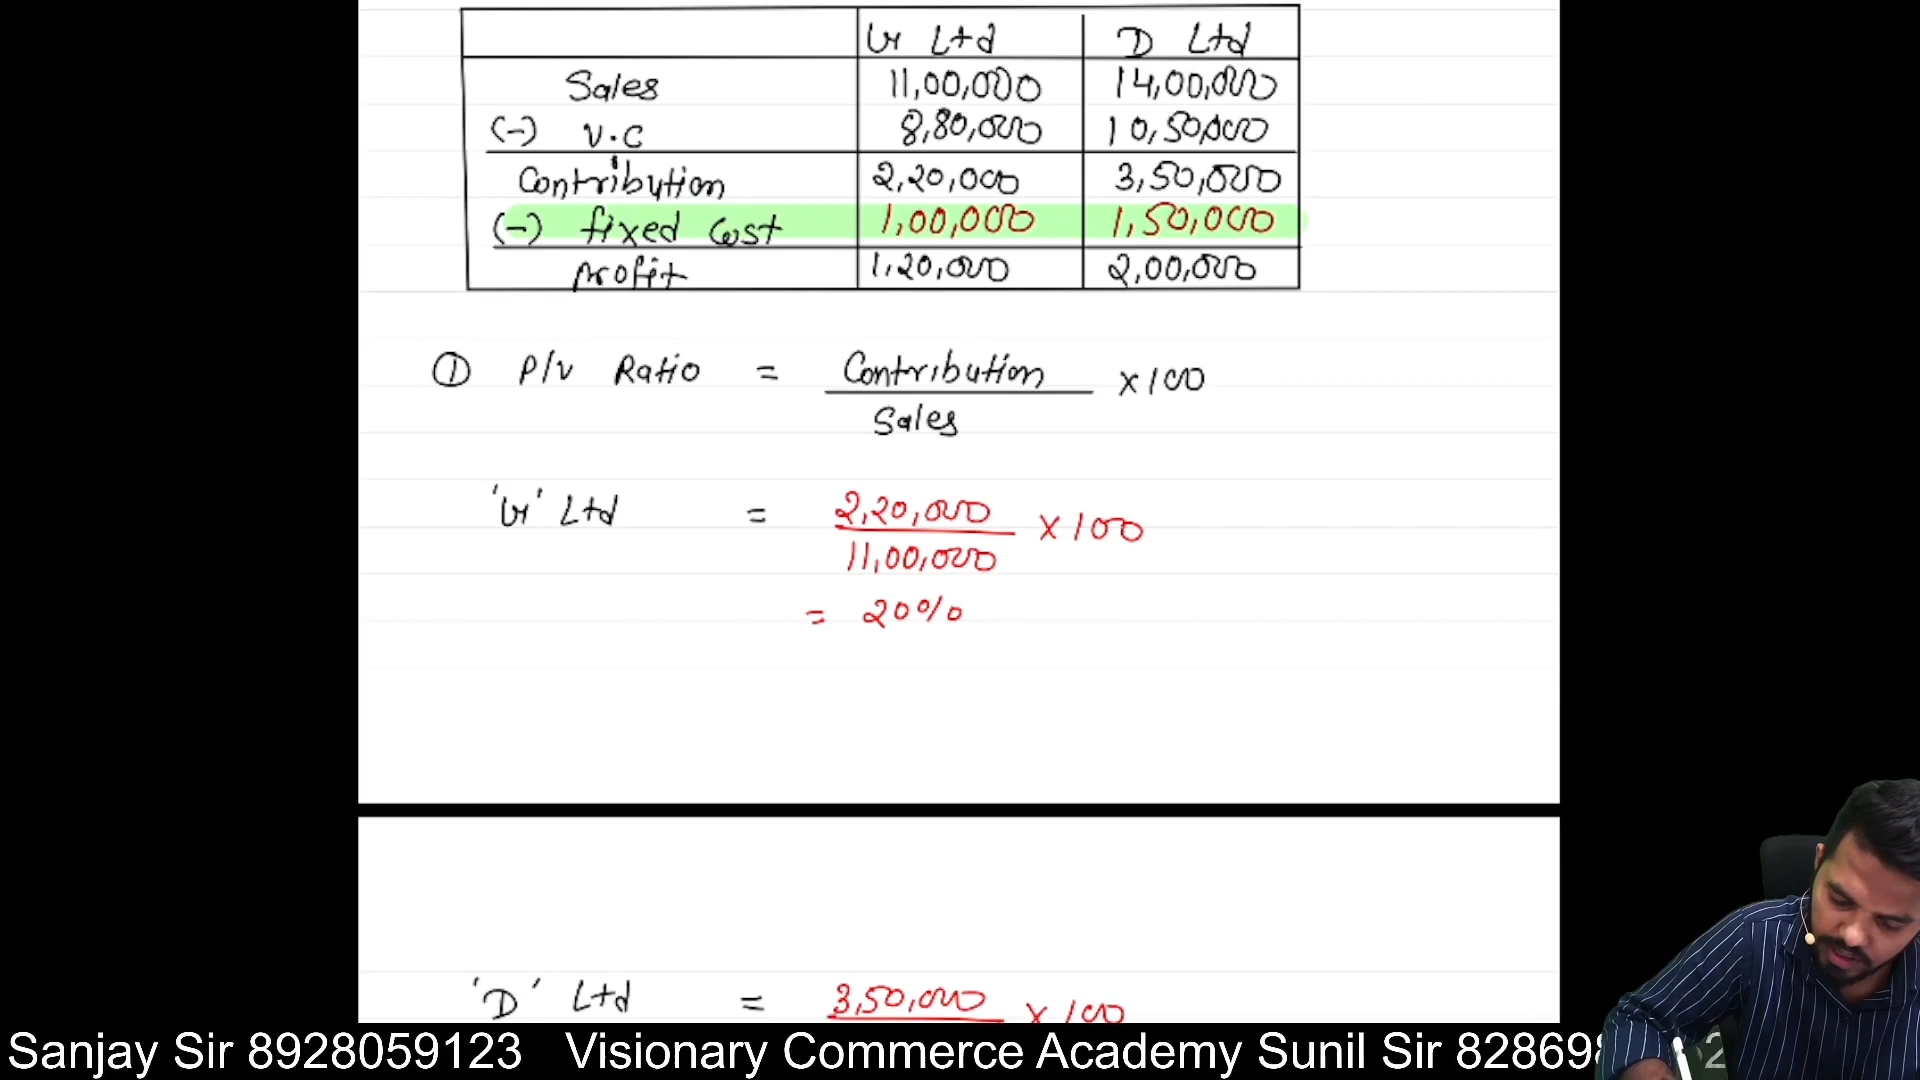 G Ltd D Ltd
Sales 11,00,000 14,00,000
(-) V.C 8,80,000 10,50,000
Contribution 2,20,000 3,50,000
(-) fixed Cost 1,00,000 1,50,000
Profit 1,20,000 2,00,000
① P/V Ratio = Contribution / Sales × 100
'G' Ltd = 2,20,000 / 11,00,000 × 100
= 20%
'D' Ltd = 3,50,000 × 100
Sanjay Sir 8928059123 Visionary Commerce Academy Sunil Sir 82869